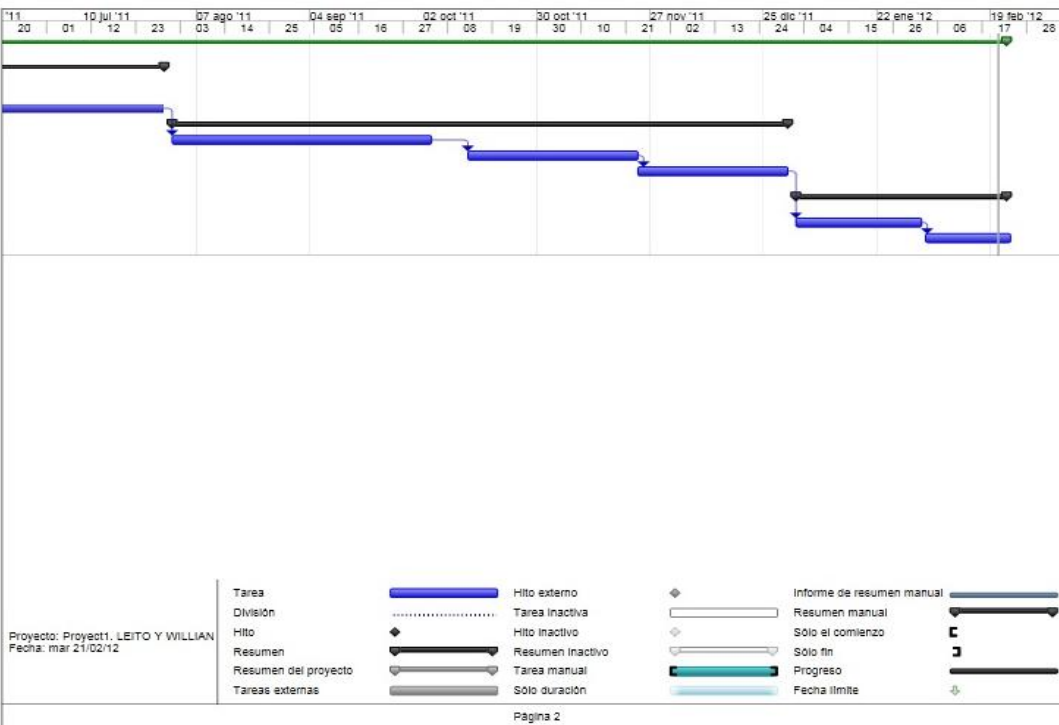 '11 10 jul '11 07 ago '11 04 sep '11 02 oct '11 30 oct '11 27 nov '11 25 dic '11 22 ene '12 19 feb '12
20 01 12 23 03 14 25 05 16 27 08 19 30 10 21 02 13 24 04 15 26 06 17 28
Tarea
División
Hito
Resumen
Resumen del proyecto
Tareas externas
Hito externo
Tarea inactiva
Hito inactivo
Resumen inactivo
Tarea manual
Sólo duración
Informe de resumen manual
Resumen manual
Sólo el comienzo
Sólo fin
Progreso
Fecha límite
Proyecto: Proyect1. LEITO Y WILLIAN
Fecha: mar 21/02/12
Página 2